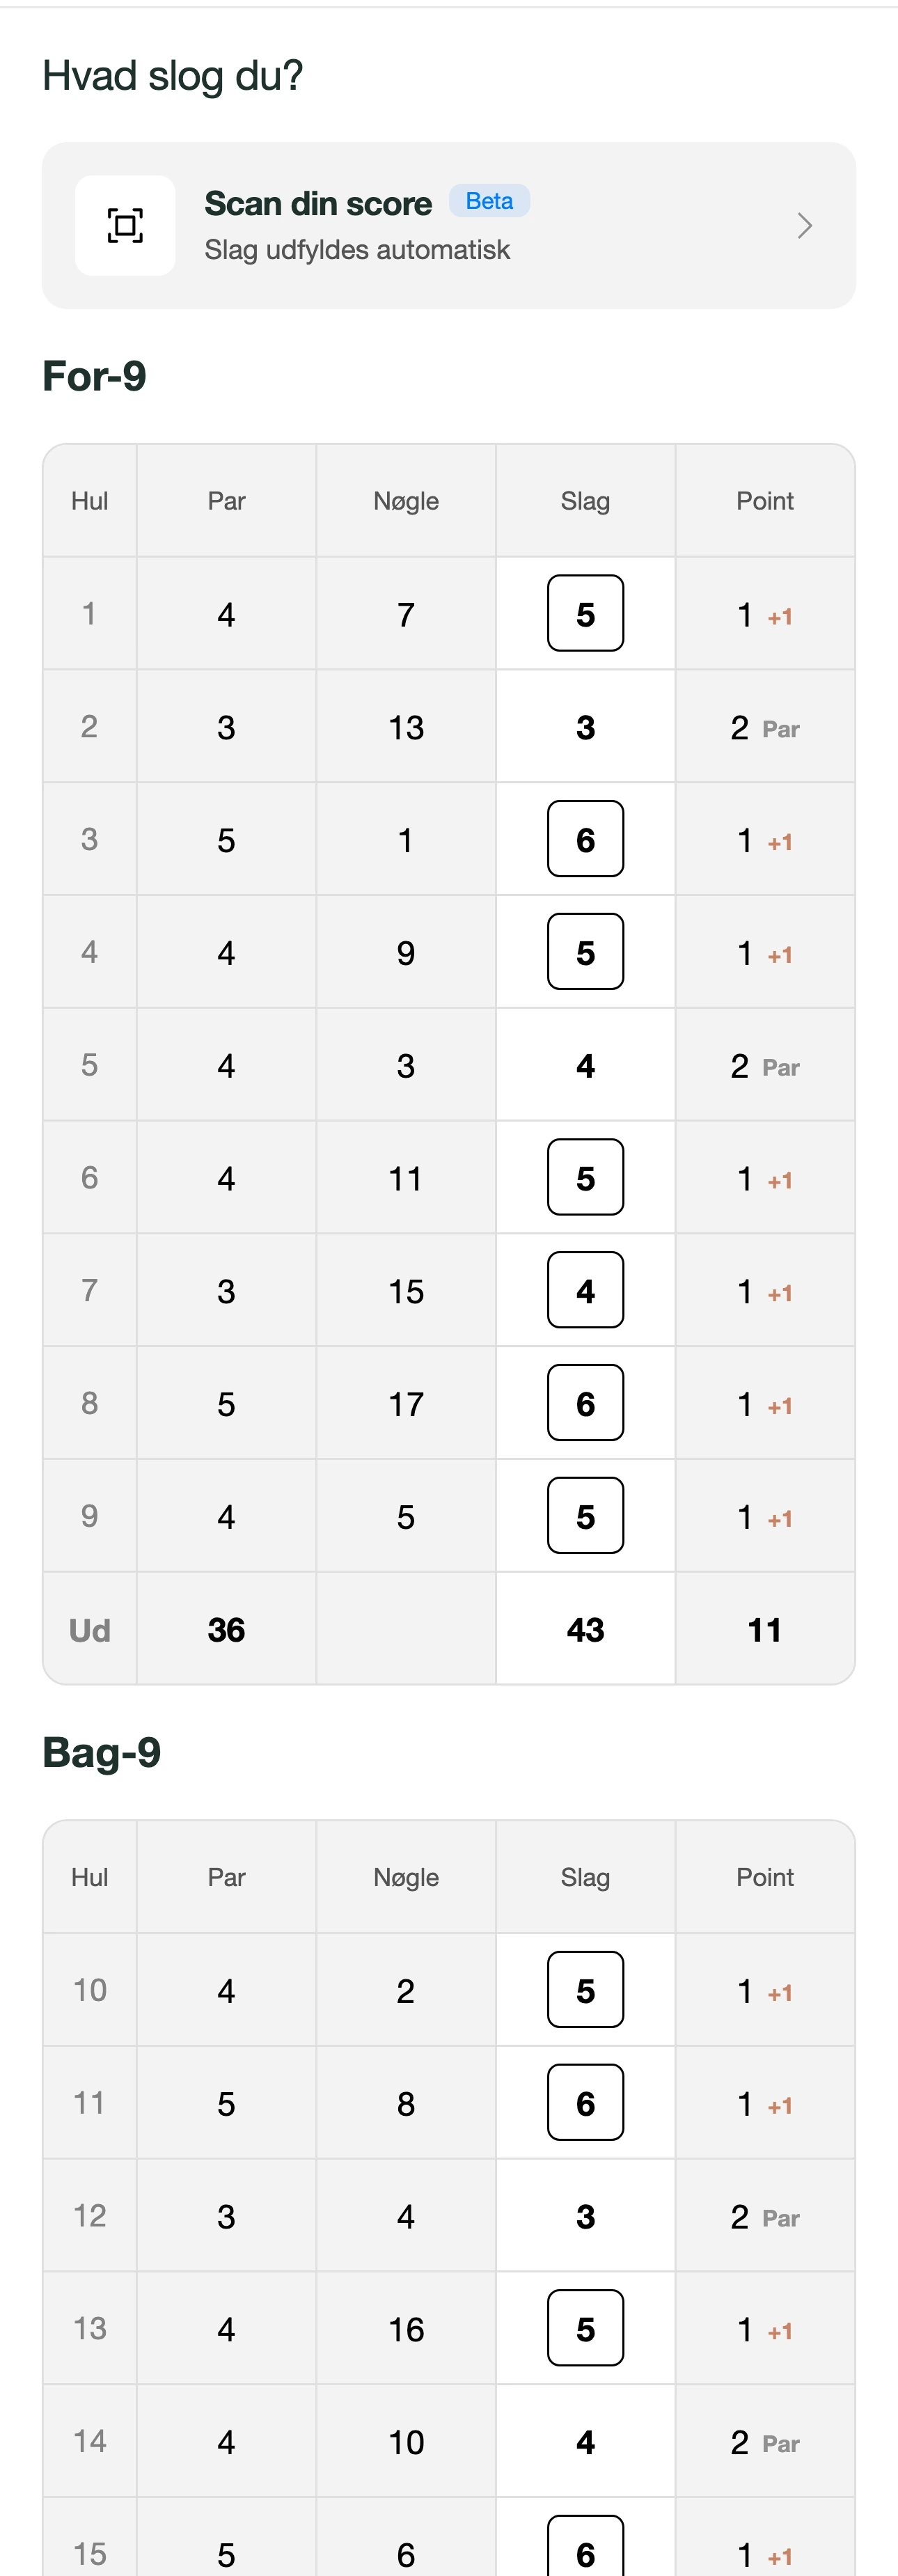 Hvad slog du?
Scan din score Beta
Slag udfyldes automatisk
For-9
Hul Par Nøgle Slag Point
1 4 7 5 1 +1
2 3 13 3 2 Par
3 5 1 6 1 +1
4 4 9 5 1 +1
5 4 3 4 2 Par
6 4 11 5 1 +1
7 3 15 4 1 +1
8 5 17 6 1 +1
9 4 5 5 1 +1
Ud 36 43 11
Bag-9
Hul Par Nøgle Slag Point
10 4 2 5 1 +1
11 5 8 6 1 +1
12 3 4 3 2 Par
13 4 16 5 1 +1
14 4 10 4 2 Par
15 5 6 6 1 +1